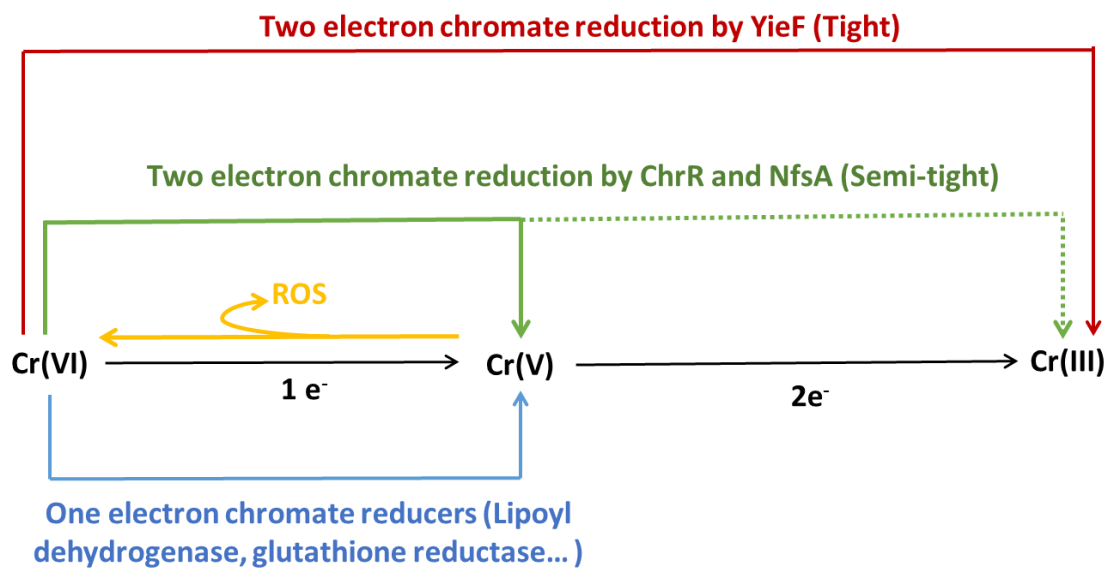 Two electron chromate reduction by YieF (Tight)
Two electron chromate reduction by ChrR and NfsA (Semi-tight)
ROS
Cr(VI)
Cr(V)
Cr(III)
1 e⁻
2e⁻
One electron chromate reducers (Lipoyl
dehydrogenase, glutathione reductase... )